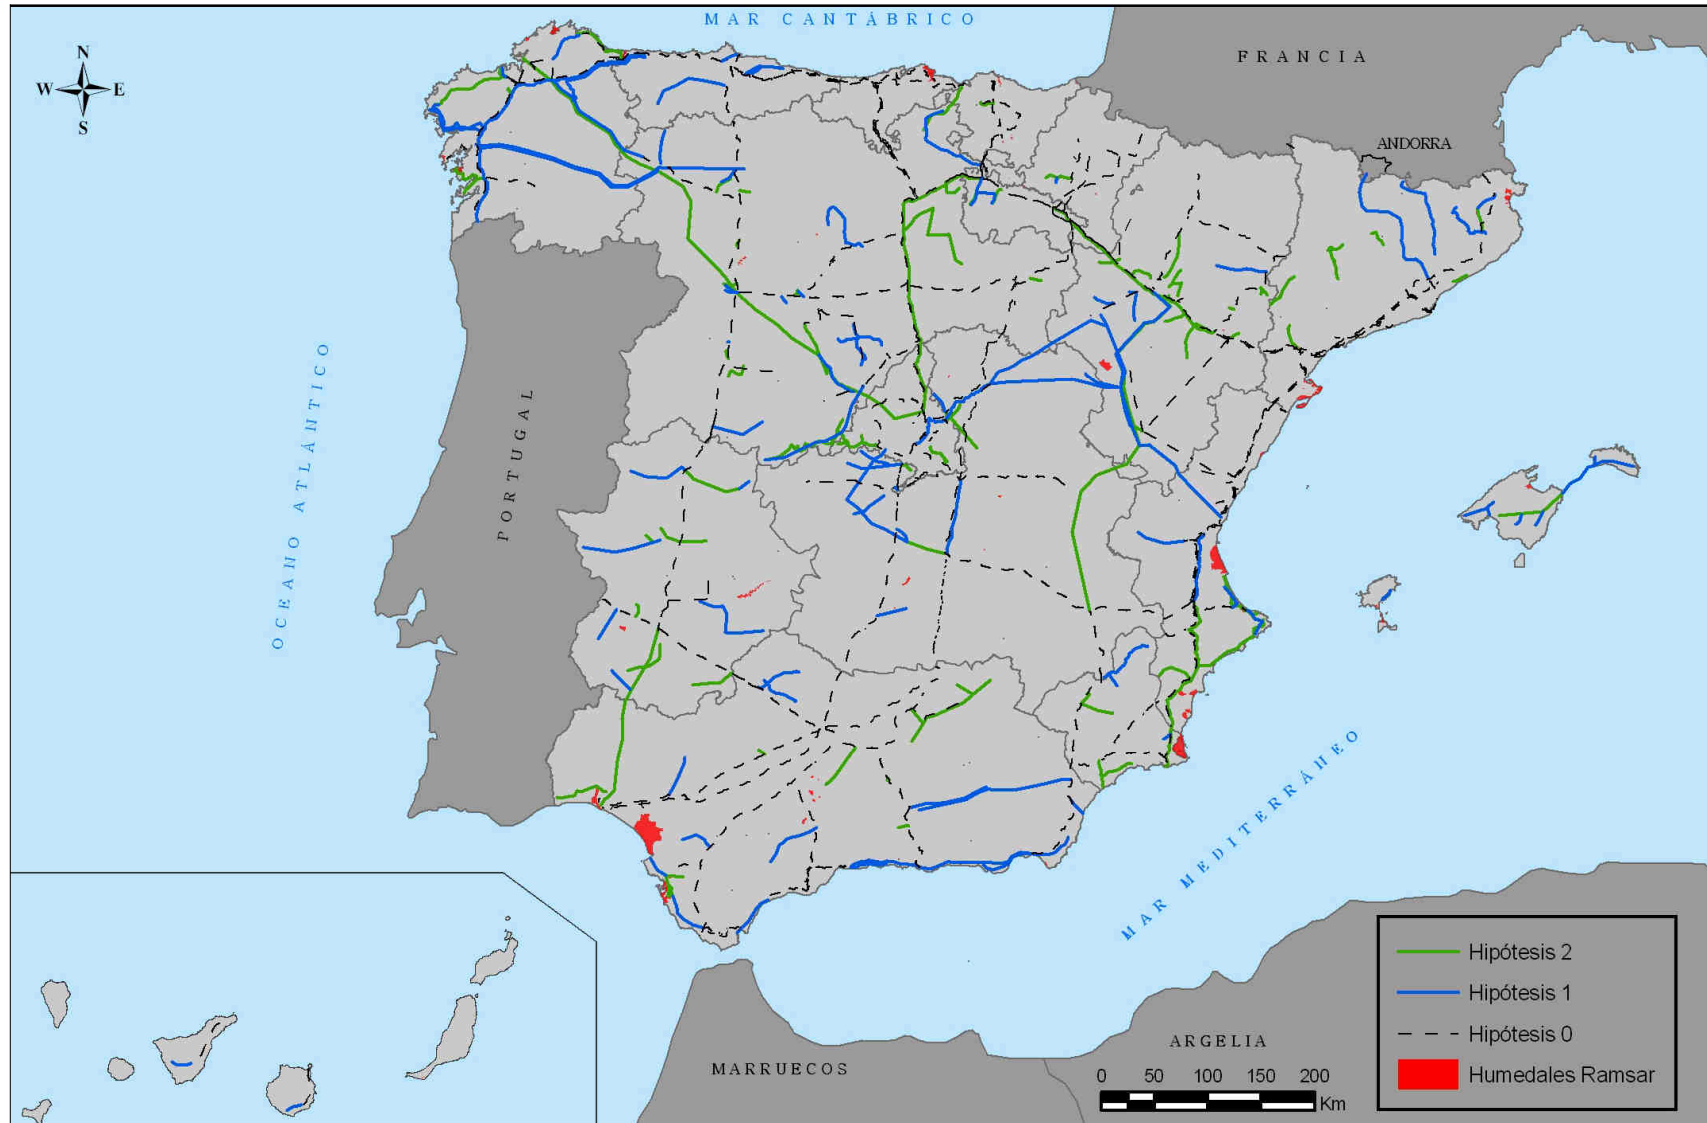 MAR CANTÁBRICO
FRANCIA
N
W E
S
ANDORRA
OCEANO ATLÁNTICO
PORTUGAL
MAR MEDITERRÁNEO
Hipótesis 2
Hipótesis 1
Hipótesis 0
Humedales Ramsar
ARGELIA
MARRUECOS
0 50 100 150 200
Km